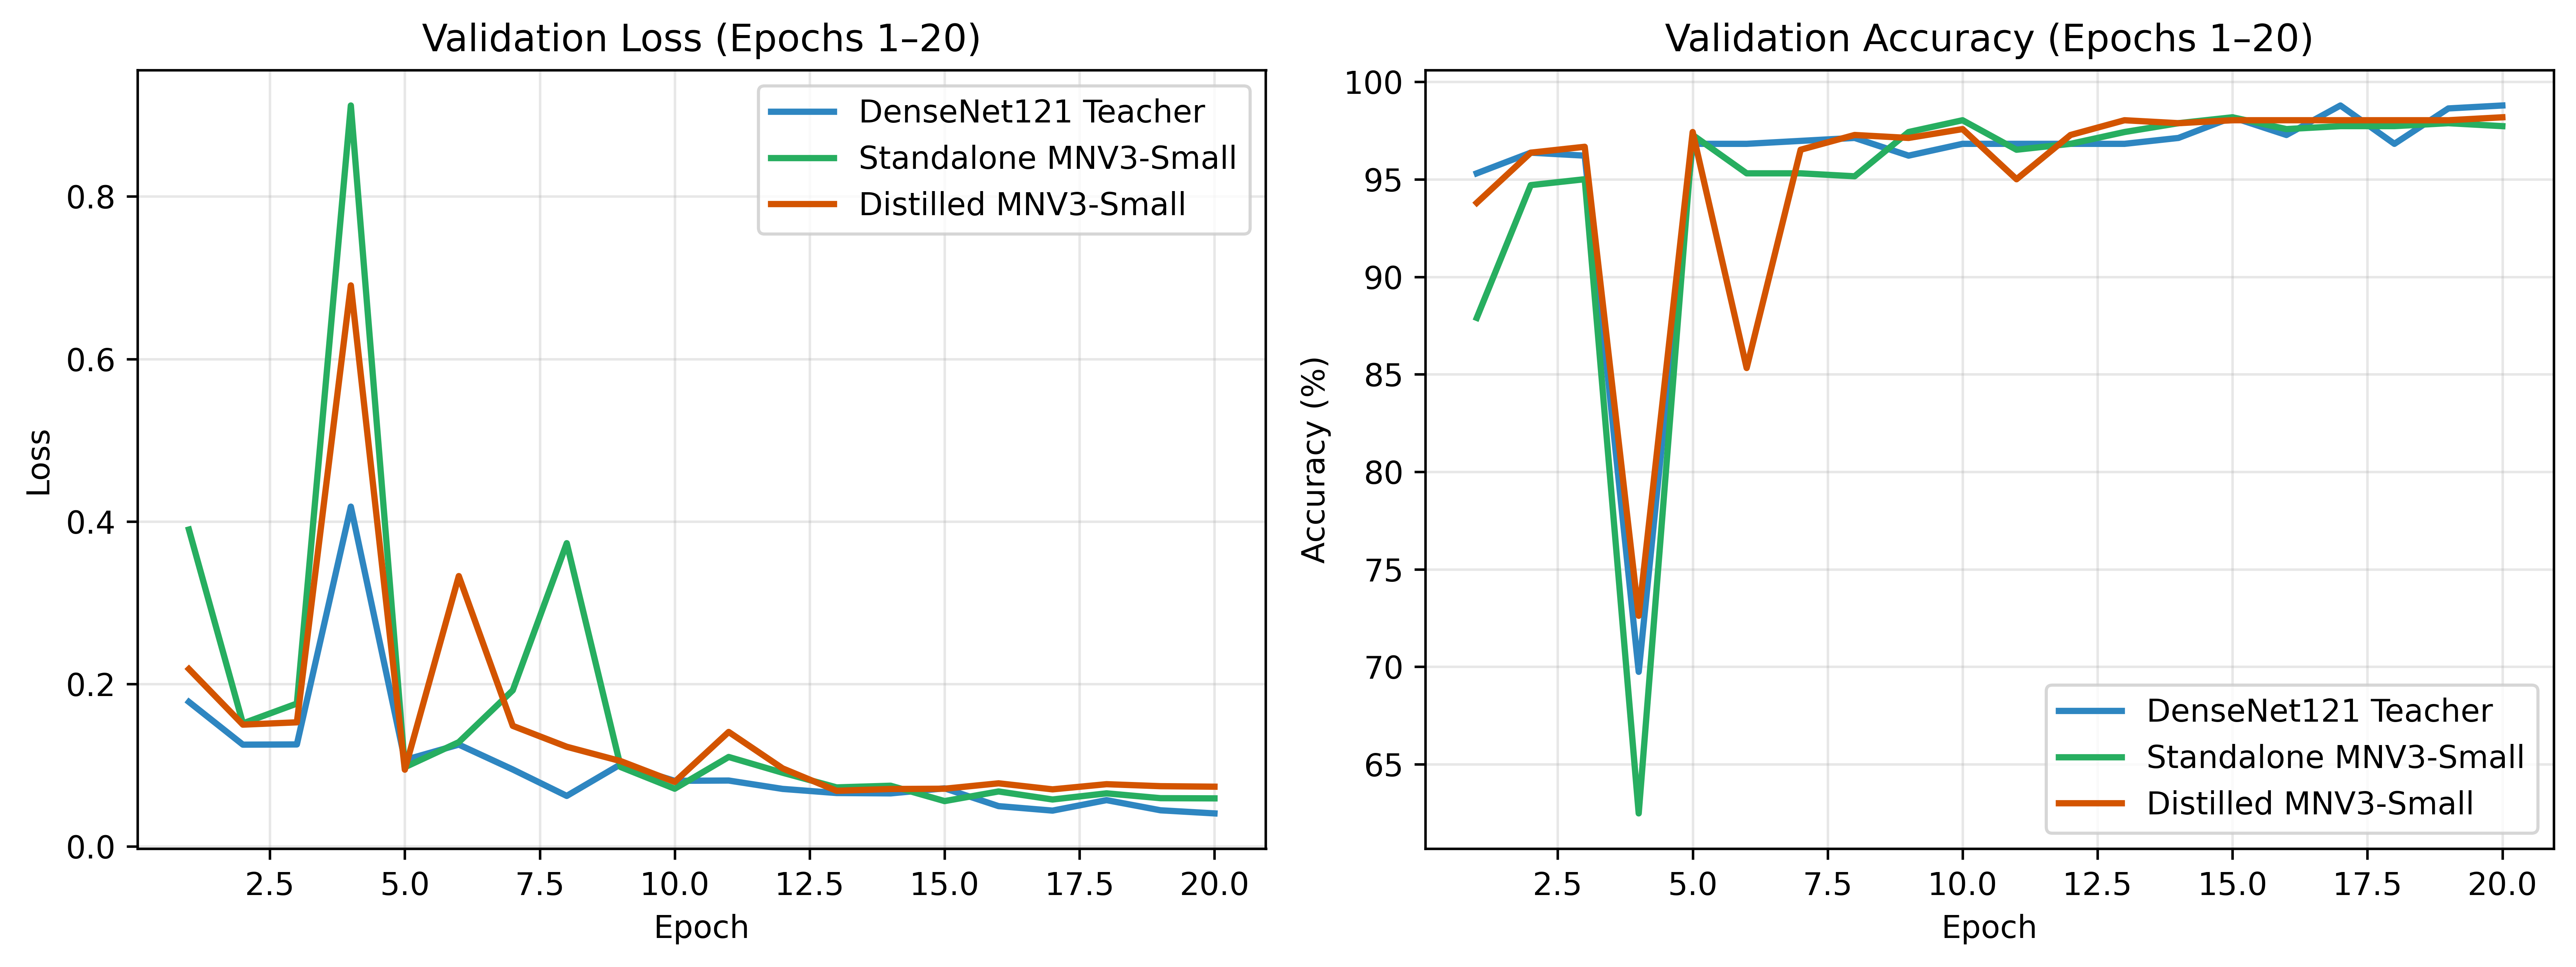 Validation Loss (Epochs 1–20)
DenseNet121 Teacher
Standalone MNV3-Small
Distilled MNV3-Small
Loss
0.8
0.6
0.4
0.2
0.0
2.5 5.0 7.5 10.0 12.5 15.0 17.5 20.0
Epoch
Validation Accuracy (Epochs 1–20)
Accuracy (%)
100
95
90
85
80
75
70
65
DenseNet121 Teacher
Standalone MNV3-Small
Distilled MNV3-Small
2.5 5.0 7.5 10.0 12.5 15.0 17.5 20.0
Epoch